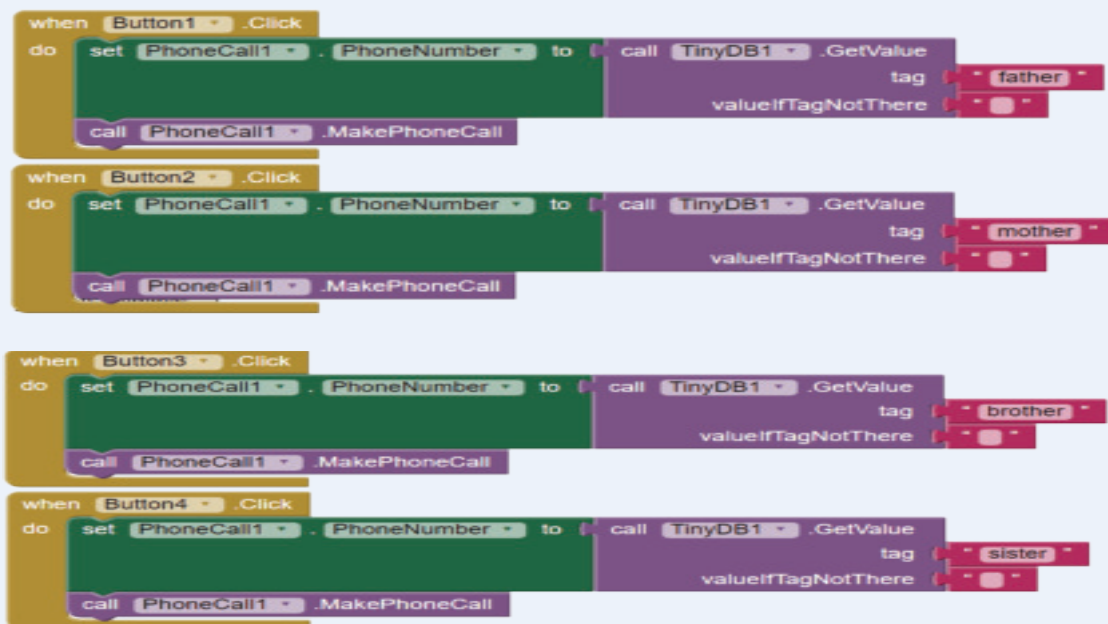 when Button1 .Click
do set PhoneCall1 . PhoneNumber to call TinyDB1 .GetValue
tag " father "
valueIfTagNotThere " "
call PhoneCall1 .MakePhoneCall
when Button2 .Click
do set PhoneCall1 . PhoneNumber to call TinyDB1 .GetValue
tag " mother "
valueIfTagNotThere " "
call PhoneCall1 .MakePhoneCall
when Button3 .Click
do set PhoneCall1 . PhoneNumber to call TinyDB1 .GetValue
tag " brother "
valueIfTagNotThere " "
call PhoneCall1 .MakePhoneCall
when Button4 .Click
do set PhoneCall1 . PhoneNumber to call TinyDB1 .GetValue
tag " sister "
valueIfTagNotThere " "
call PhoneCall1 .MakePhoneCall